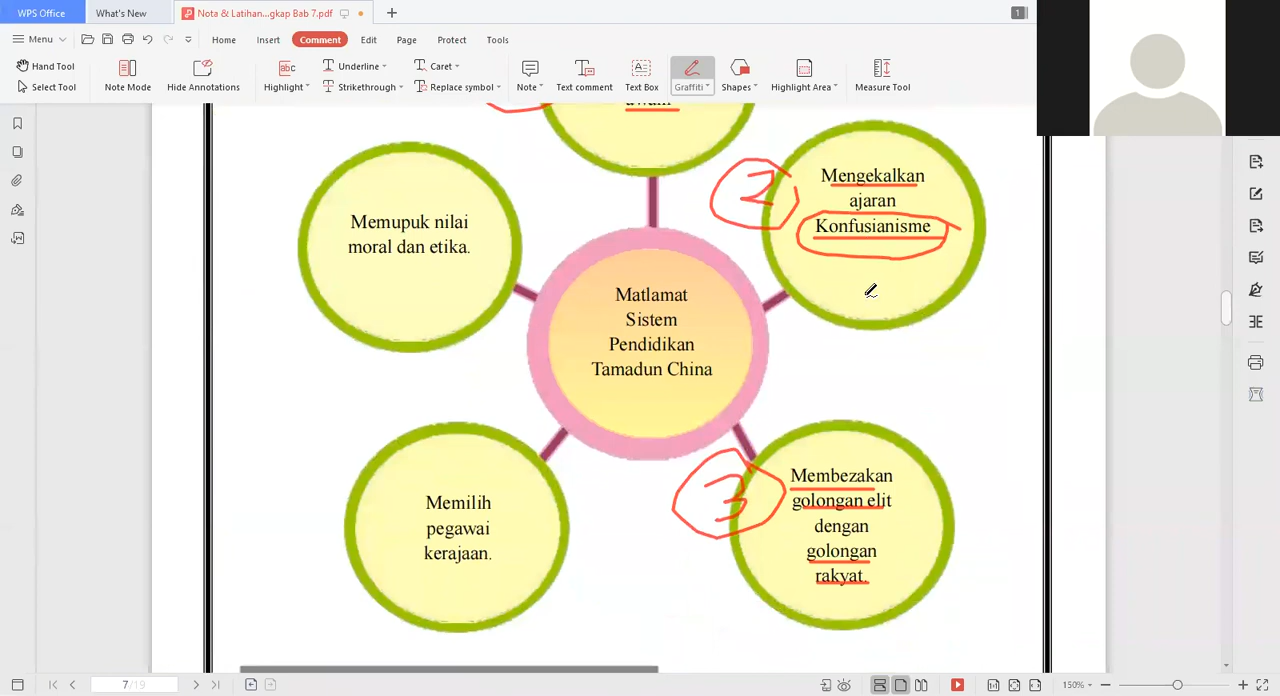 WPS Office
What's New
Nota & Latihan...gkap Bab 7.pdf
1
Menu
Home
Insert
Comment
Edit
Page
Protect
Tools
Hand Tool
Select Tool
Note Mode
Hide Annotations
Highlight
Underline
Strikethrough
Caret
Replace symbol
Note
Text comment
Text Box
Graffiti
Shapes
Highlight Area
Measure Tool
2
Mengekalkan
ajaran
Konfusianisme
Memupuk nilai
moral dan etika.
Matlamat
Sistem
Pendidikan
Tamadun China
3
Membezakan
golongan elit
dengan
golongan
rakyat.
Memilih
pegawai
kerajaan.
7/19
150%